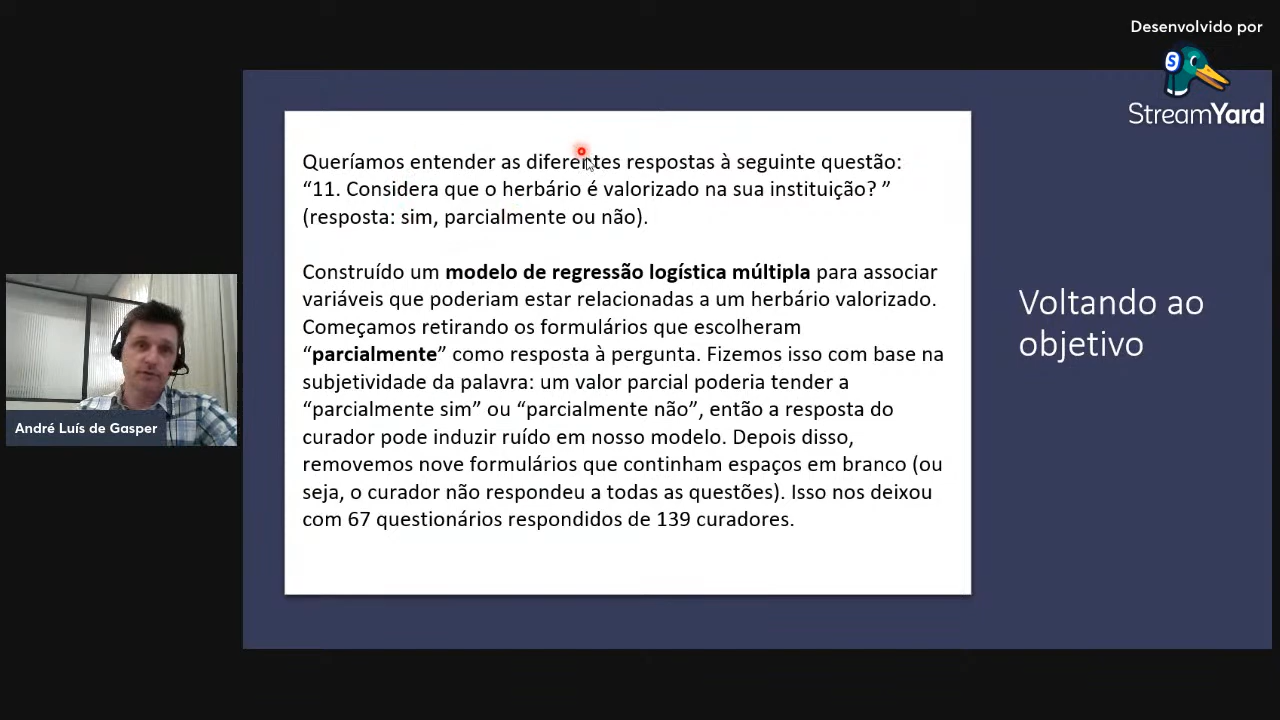 Desenvolvido por
S
StreamYard
Queríamos entender as diferentes respostas à seguinte questão:
“11. Considera que o herbário é valorizado na sua instituição? ”
(resposta: sim, parcialmente ou não).
Construído um modelo de regressão logística múltipla para associar
variáveis que poderiam estar relacionadas a um herbário valorizado.
Começamos retirando os formulários que escolheram
“parcialmente” como resposta à pergunta. Fizemos isso com base na
subjetividade da palavra: um valor parcial poderia tender a
“parcialmente sim” ou “parcialmente não”, então a resposta do
curador pode induzir ruído em nosso modelo. Depois disso,
removemos nove formulários que continham espaços em branco (ou
seja, o curador não respondeu a todas as questões). Isso nos deixou
com 67 questionários respondidos de 139 curadores.
Voltando ao
objetivo
André Luís de Gasper